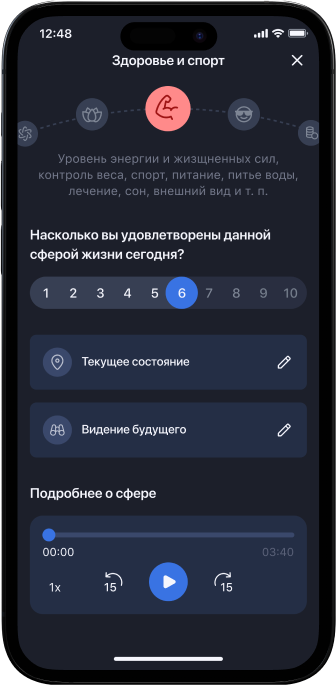 12:48
Здоровье и спорт
Уровень энергии и жизщненных сил,
контроль веса, спорт, питание, питье воды,
лечение, сон, внешний вид и т. п.
Насколько вы удовлетворены данной
сферой жизни сегодня?
1 2 3 4 5 6 7 8 9 10
Текущее состояние
Видение будущего
Подробнее о сфере
00:00 03:40
1x 15 15